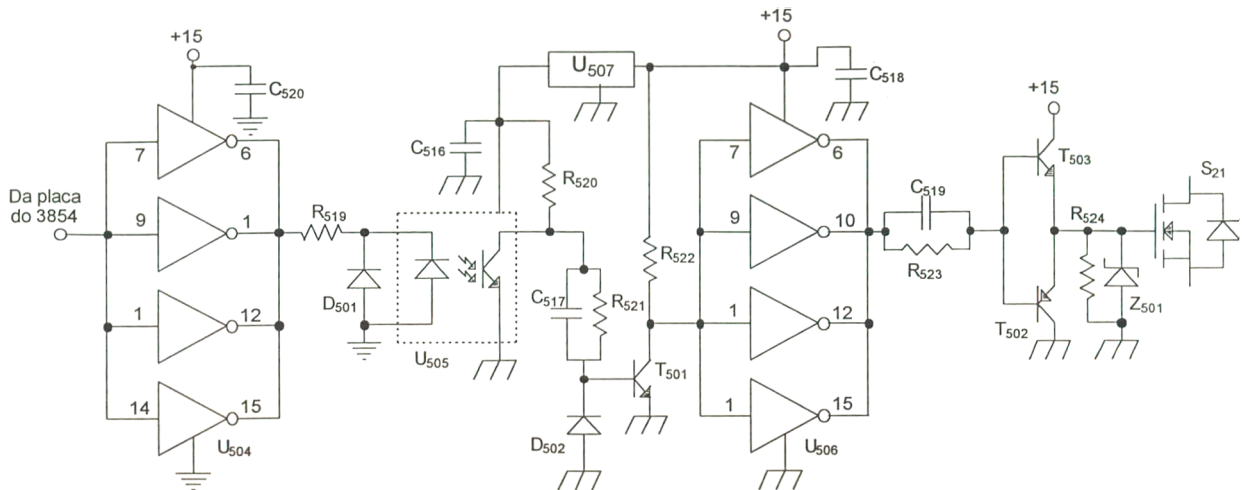 +15
C520
7
6
Da placa
do 3854
9
1
R519
D501
1
12
14
15
U504
U505
C516
U507
R520
C517
R521
D502
R522
T501
+15
C518
7
6
9
10
1
12
1
15
U506
C519
R523
+15
T503
T502
R524
Z501
S21